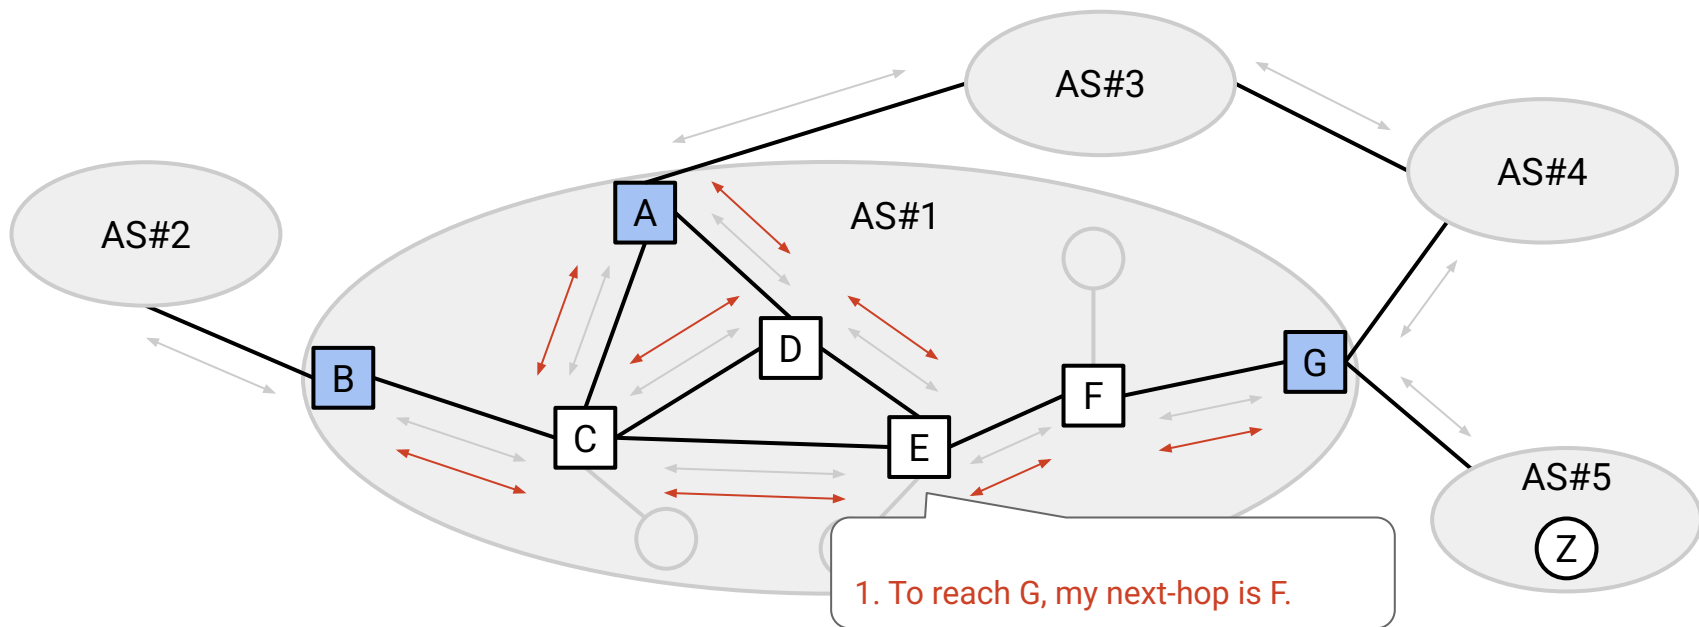 AS#3
AS#4
AS#2
A
AS#1
D
B
G
F
C
E
AS#5
Z
1. To reach G, my next-hop is F.